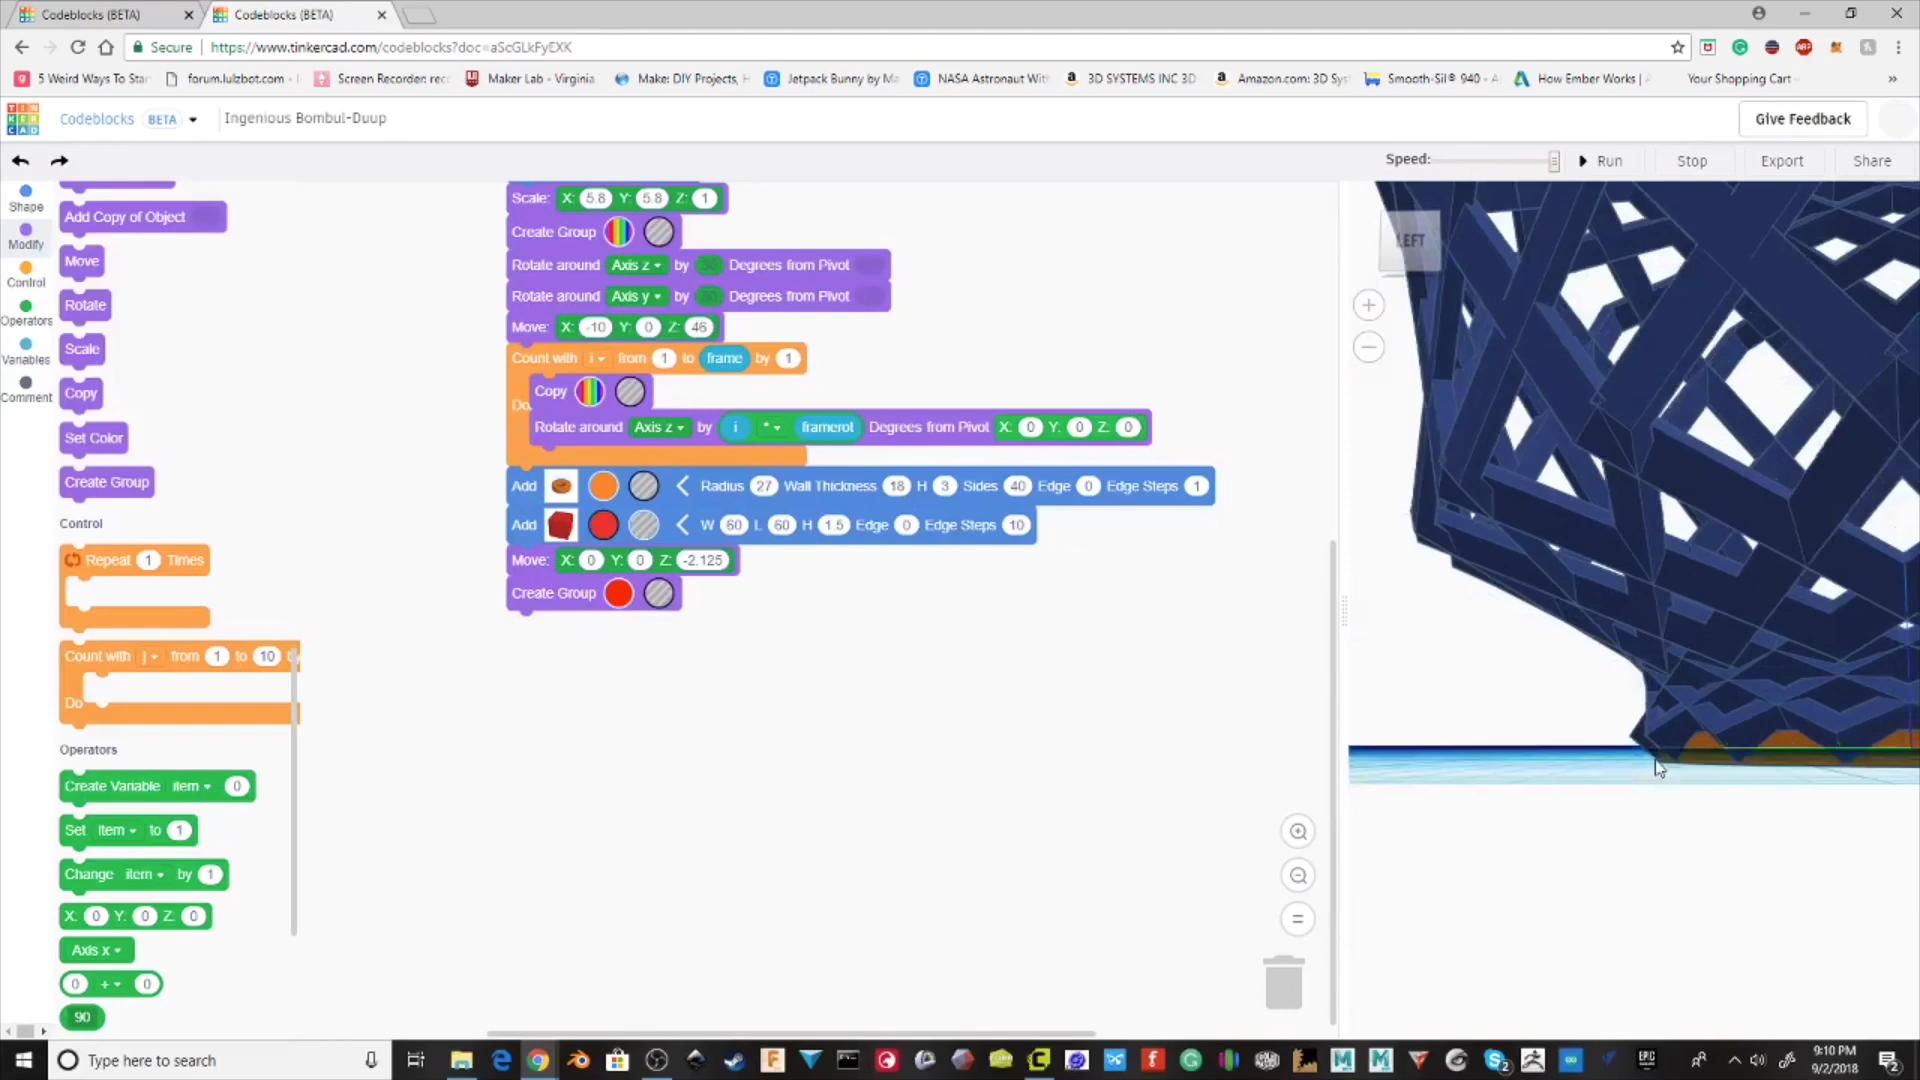 Codeblocks (BETA)
Codeblocks (BETA)
Secure
https://www.tinkercad.com/codeblocks?doc=aScGLkFyEXK
5 Weird Ways To Star
forum.lulzbot.com -
Screen Recorder: rec
Maker Lab - Virginia
Make: DIY Projects, H
Jetpack Bunny by Ma
NASA Astronaut With
3D SYSTEMS INC 3D
Amazon.com: 3D Sys
Smooth-Sil® 940 - A
How Ember Works |
Your Shopping Cart -
TIN
KER
CAD
Codeblocks BETA
Ingenious Bombul-Duup
Give Feedback
Speed:
Run
Stop
Export
Share
Shape
Modify
Control
Operators
Variables
Comment
Add Copy of Object
Move
Rotate
Scale
Copy
Set Color
Create Group
Control
Repeat 1 Times
Count with j from 1 to 10
Do
Operators
Create Variable item 0
Set item to 1
Change item by 1
X: 0 Y: 0 Z: 0
Axis x
0 + 0
90
Scale: X: 5.8 Y: 5.8 Z: 1
Create Group
Rotate around Axis z by Degrees from Pivot
Rotate around Axis y by Degrees from Pivot
Move: X: -10 Y: 0 Z: 46
Count with i from 1 to frame by 1
Copy
Do
Rotate around Axis z by i * framerot Degrees from Pivot X: 0 Y: 0 Z: 0
Add Radius 27 Wall Thickness 18 H 3 Sides 40 Edge 0 Edge Steps 1
Add W 60 L 60 H 1.5 Edge 0 Edge Steps 10
Move: X: 0 Y: 0 Z: -2.125
Create Group
LEFT
Type here to search
9:10 PM
9/2/2018